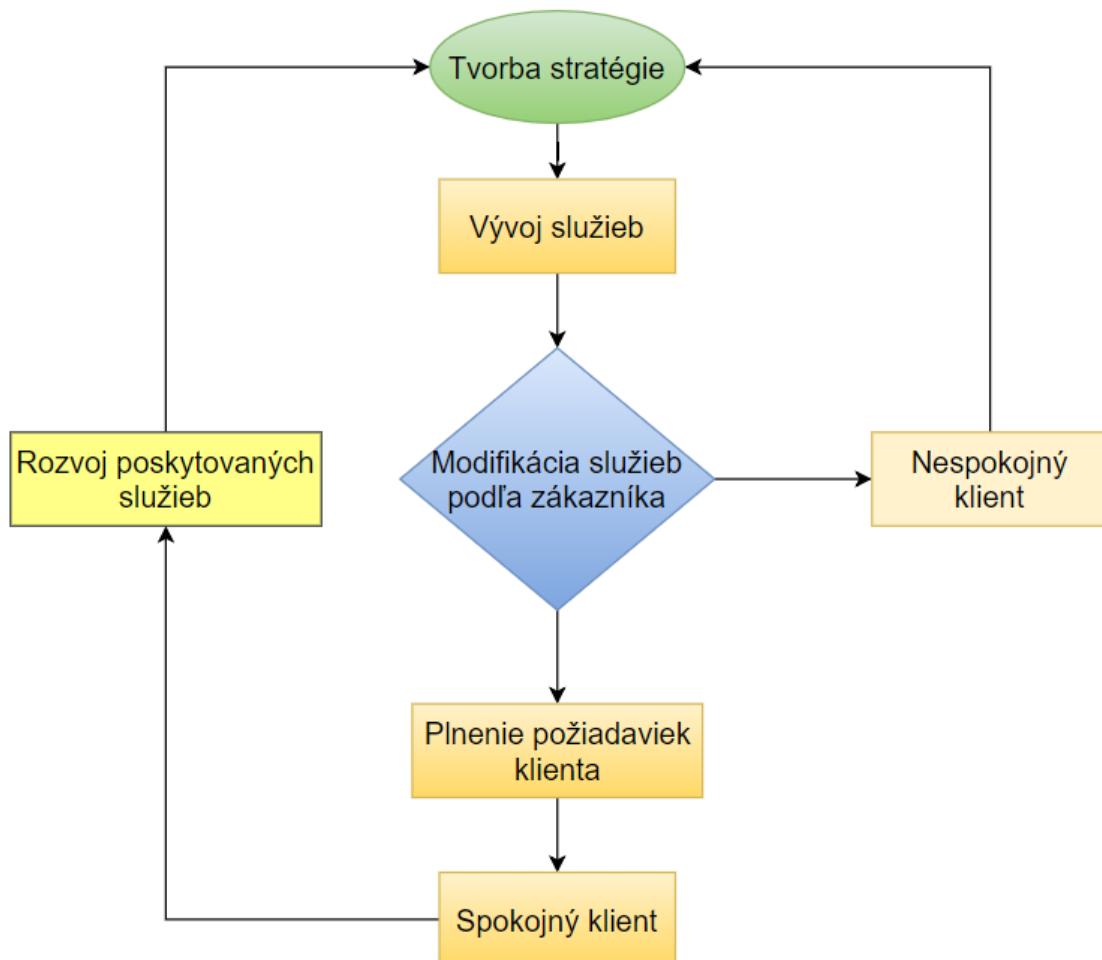 Tvorba stratégie
Vývoj služieb
Modifikácia služieb
podľa zákazníka
Nespokojný
klient
Rozvoj poskytovaných
služieb
Plnenie požiadaviek
klienta
Spokojný klient